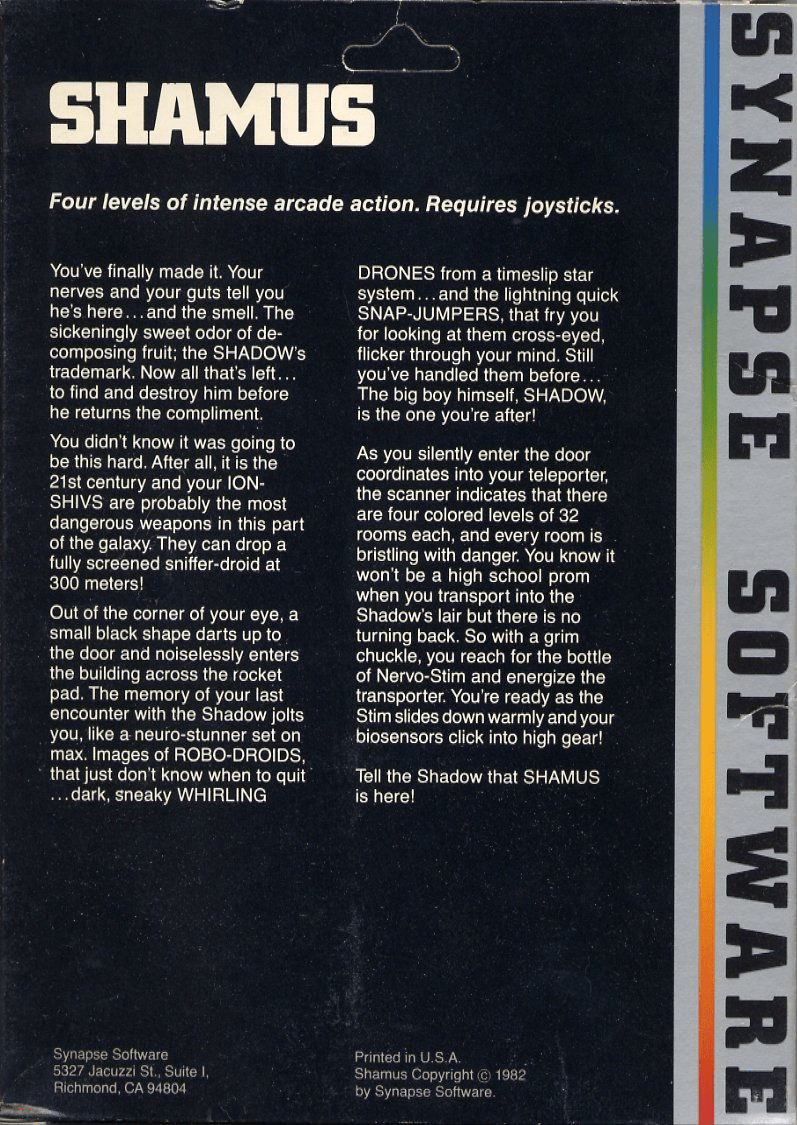 SHAMUS
Four levels of intense arcade action. Requires joysticks.
You've finally made it. Your
nerves and your guts tell you
he's here...and the smell. The
sickeningly sweet odor of de-
composing fruit; the SHADOW's
trademark. Now all that's left...
to find and destroy him before
he returns the compliment.
You didn't know it was going to
be this hard. After all, it is the
21st century and your ION-
SHIVS are probably the most
dangerous weapons in this part
of the galaxy. They can drop a
fully screened sniffer-droid at
300 meters!
Out of the corner of your eye, a
small black shape darts up to
the door and noiselessly enters
the building across the rocket
pad. The memory of your last
encounter with the Shadow jolts
you, like a neuro-stunner set on
max. Images of ROBO-DROIDS,
that just don't know when to quit
...dark, sneaky WHIRLING
DRONES from a timeslip star
system...and the lightning quick
SNAP-JUMPERS, that fry you
for looking at them cross-eyed,
flicker through your mind. Still
you've handled them before...
The big boy himself, SHADOW,
is the one you're after!
As you silently enter the door
coordinates into your teleporter,
the scanner indicates that there
are four colored levels of 32
rooms each, and every room is
bristling with danger. You know it
won't be a high school prom
when you transport into the
Shadow's lair but there is no
turning back. So with a grim
chuckle, you reach for the bottle
of Nervo-Stim and energize the
transporter. You're ready as the
Stim slides down warmly and your
biosensors click into high gear!
Tell the Shadow that SHAMUS
is here!
Synapse Software
5327 Jacuzzi St., Suite I,
Richmond, CA 94804
Printed in U.S.A.
Shamus Copyright © 1982
by Synapse Software.
SYNAPSE SOFTWARE